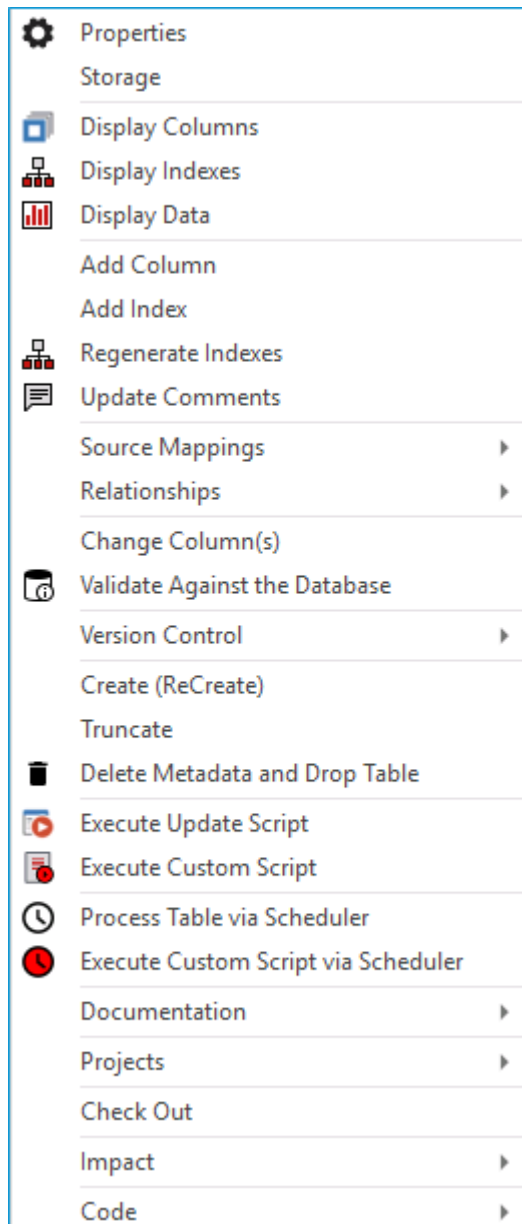 Properties
Storage
Display Columns
Display Indexes
Display Data
Add Column
Add Index
Regenerate Indexes
Update Comments
Source Mappings
Relationships
Change Column(s)
Validate Against the Database
Version Control
Create (ReCreate)
Truncate
Delete Metadata and Drop Table
Execute Update Script
Execute Custom Script
Process Table via Scheduler
Execute Custom Script via Scheduler
Documentation
Projects
Check Out
Impact
Code